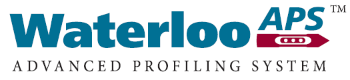 Waterloo APS™
ADVANCED PROFILING SYSTEM